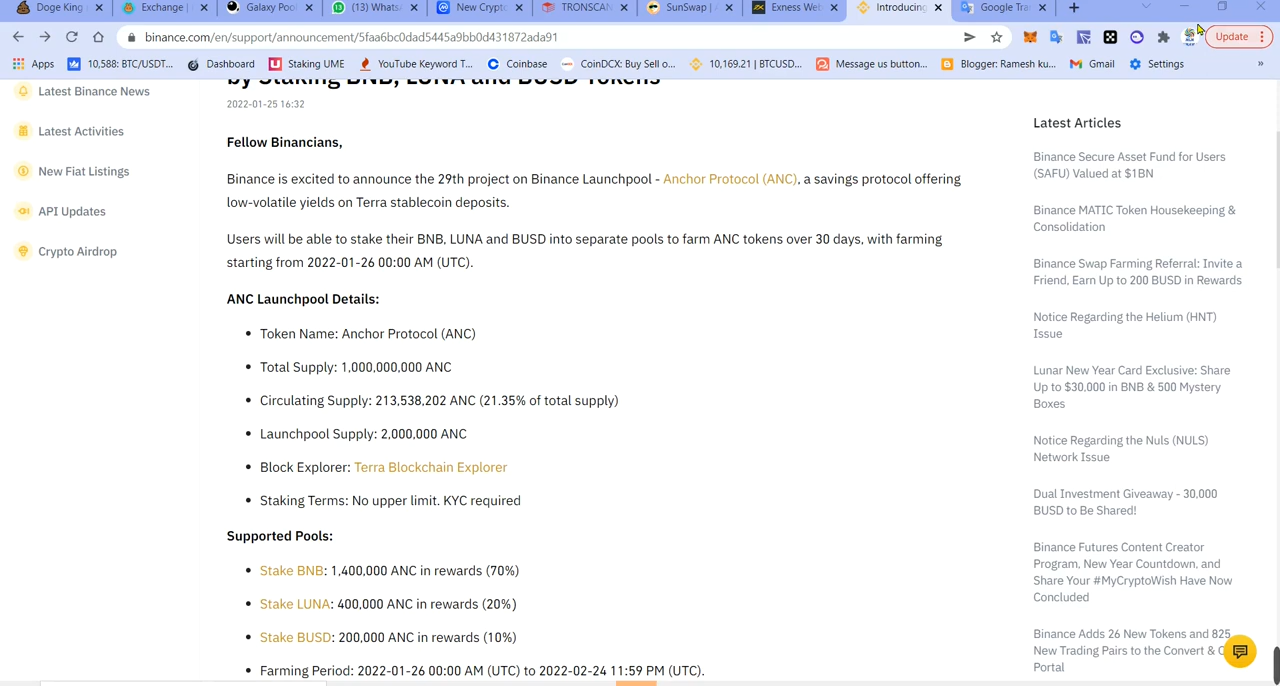 Doge King
Exchange |
Galaxy Poo
(13) Whats
New Crypto
TRONSCAN
SunSwap |
Exness Web
Introducing
Google Tra
binance.com/en/support/announcement/5faa6bc0dad5445a9bb0d431872ada91
Update
Apps
10,588: BTC/USDT...
Dashboard
Staking UME
YouTube Keyword T...
Coinbase
CoinDCX: Buy Sell o...
10,169.21 | BTCUSD...
Message us button...
Blogger: Ramesh ku...
Gmail
Settings
»
by Staking BNB, LUNA and BUSD Tokens
2022-01-25 16:32
Latest Binance News
Latest Activities
New Fiat Listings
API Updates
Crypto Airdrop
Fellow Binancians,
Binance is excited to announce the 29th project on Binance Launchpool - Anchor Protocol (ANC), a savings protocol offering
low-volatile yields on Terra stablecoin deposits.
Users will be able to stake their BNB, LUNA and BUSD into separate pools to farm ANC tokens over 30 days, with farming
starting from 2022-01-26 00:00 AM (UTC).
ANC Launchpool Details:
• Token Name: Anchor Protocol (ANC)
• Total Supply: 1,000,000,000 ANC
• Circulating Supply: 213,538,202 ANC (21.35% of total supply)
• Launchpool Supply: 2,000,000 ANC
• Block Explorer: Terra Blockchain Explorer
• Staking Terms: No upper limit. KYC required
Supported Pools:
• Stake BNB: 1,400,000 ANC in rewards (70%)
• Stake LUNA: 400,000 ANC in rewards (20%)
• Stake BUSD: 200,000 ANC in rewards (10%)
• Farming Period: 2022-01-26 00:00 AM (UTC) to 2022-02-24 11:59 PM (UTC).
Latest Articles
Binance Secure Asset Fund for Users
(SAFU) Valued at $1BN
Binance MATIC Token Housekeeping &
Consolidation
Binance Swap Farming Referral: Invite a
Friend, Earn Up to 200 BUSD in Rewards
Notice Regarding the Helium (HNT)
Issue
Lunar New Year Card Exclusive: Share
Up to $30,000 in BNB & 500 Mystery
Boxes
Notice Regarding the Nuls (NULS)
Network Issue
Dual Investment Giveaway - 30,000
BUSD to Be Shared!
Binance Futures Content Creator
Program, New Year Countdown, and
Share Your #MyCryptoWish Have Now
Concluded
Binance Adds 26 New Tokens and 825
New Trading Pairs to the Convert &
Portal